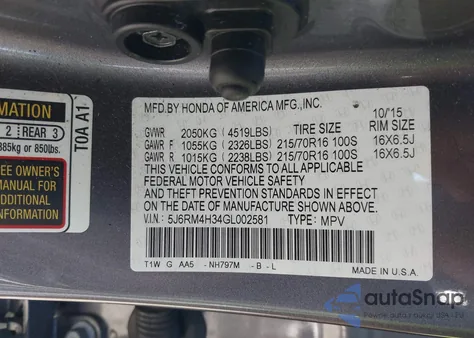 MATION
2 REAR 3
385kg or 850lbs.
EE OWNER'S
MANUAL FOR
ADDITIONAL
T0A A1
MFD.BY HONDA OF AMERICA MFG.,INC.
10/15
GVWR 2050KG (4519LBS) TIRE SIZE RIM SIZE
GAWR F 1055KG (2326LBS) 215/70R16 100S 16X6.5J
GAWR R 1015KG (2238LBS) 215/70R16 100S 16X6.5J
THIS VEHICLE CONFORMS TO ALL APPLICABLE
FEDERAL MOTOR VEHICLE SAFETY
AND THEFT PREVENTION STANDARDS IN EFFECT
ON THE DATE OF MANUFACTURE SHOWN ABOVE.
V.I.N: 5J6RM4H34GL002581 TYPE: MPV
T1W G AA5 - NH797M - B - L
MADE IN U.S.A.
autoSnap